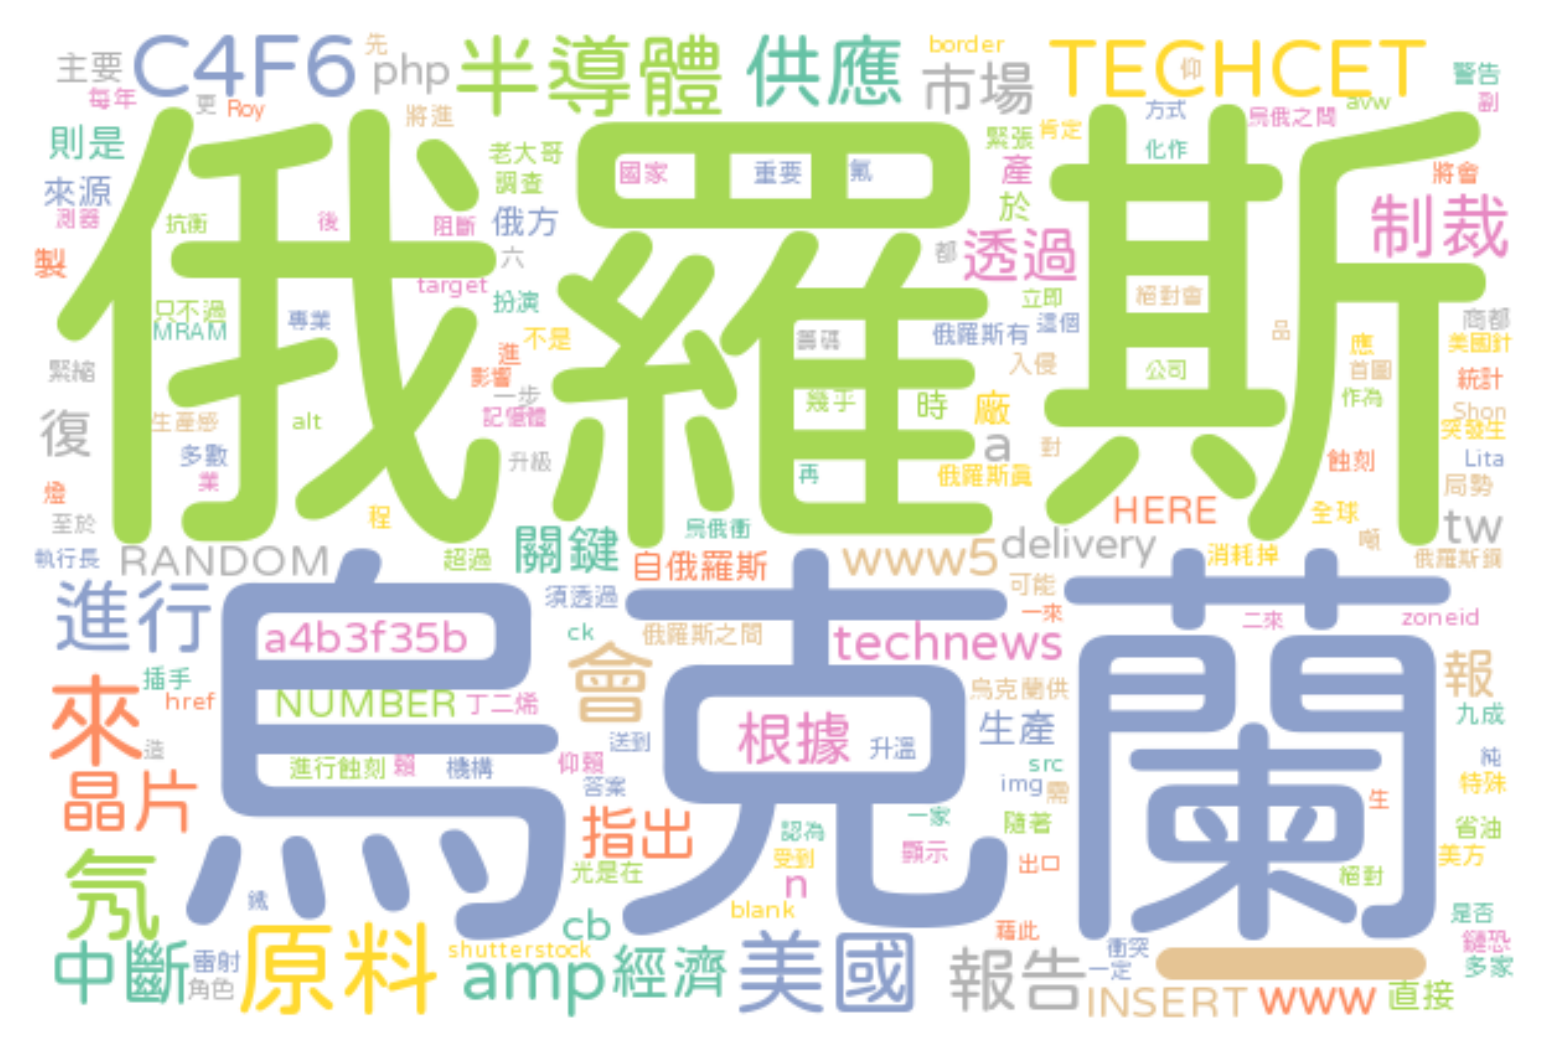 主要 C4F6 先 php 半導體 供應 border 市場 TECHCET 仰 警告
每年 更 Roy 將進 方式 烏俄之間 avw 副
則是 老大哥 緊張 肯定 化作
來源 調查 國家 重要 氟 產 將會
測器 抗衡 後 阻斷 俄方 於 制裁
俄羅斯
製 六 都 透過
target 扮演 立即 絕對會
只不過 專業 俄羅斯有 這個 品 商都
MRAM 不是 籌碼 應 美國針
緊縮 進 影響 入侵 公司 首圖 統計
一步 幾乎 時 廠 作為 Shon
復 生產感 alt 記憶體 a 對 突發生
多數 升級 再 俄羅斯真 蝕刻 Lita
業 局勢
燈 程 HERE 全球
至於 烏俄衝 tw
執行長 RANDOM 超過 關鍵 自俄羅斯 www5 delivery 消耗掉 噸 俄羅斯鋼
進行 須透過 可能 一來 二來 zoneid
烏克蘭
a4b3f35b ck 俄羅斯之間 technews
插手 會 烏克蘭供 報
來 href NUMBER 丁二烯 根據 生產 九成
造 送到 升溫 純
進行蝕刻 賴 機構 仰賴 src 特殊
晶片 答案 img 需 生
指出 認為 一家 隨著 省油
氖 光是在 受到 顯示 出口 美方
n 絕對
鐵 cb blank 藉此 是否
中斷 雷射 原料 shutterstock 衝突 鏈恐
角色 amp 經濟 美國 報告 一定 多家
INSERT www 直接